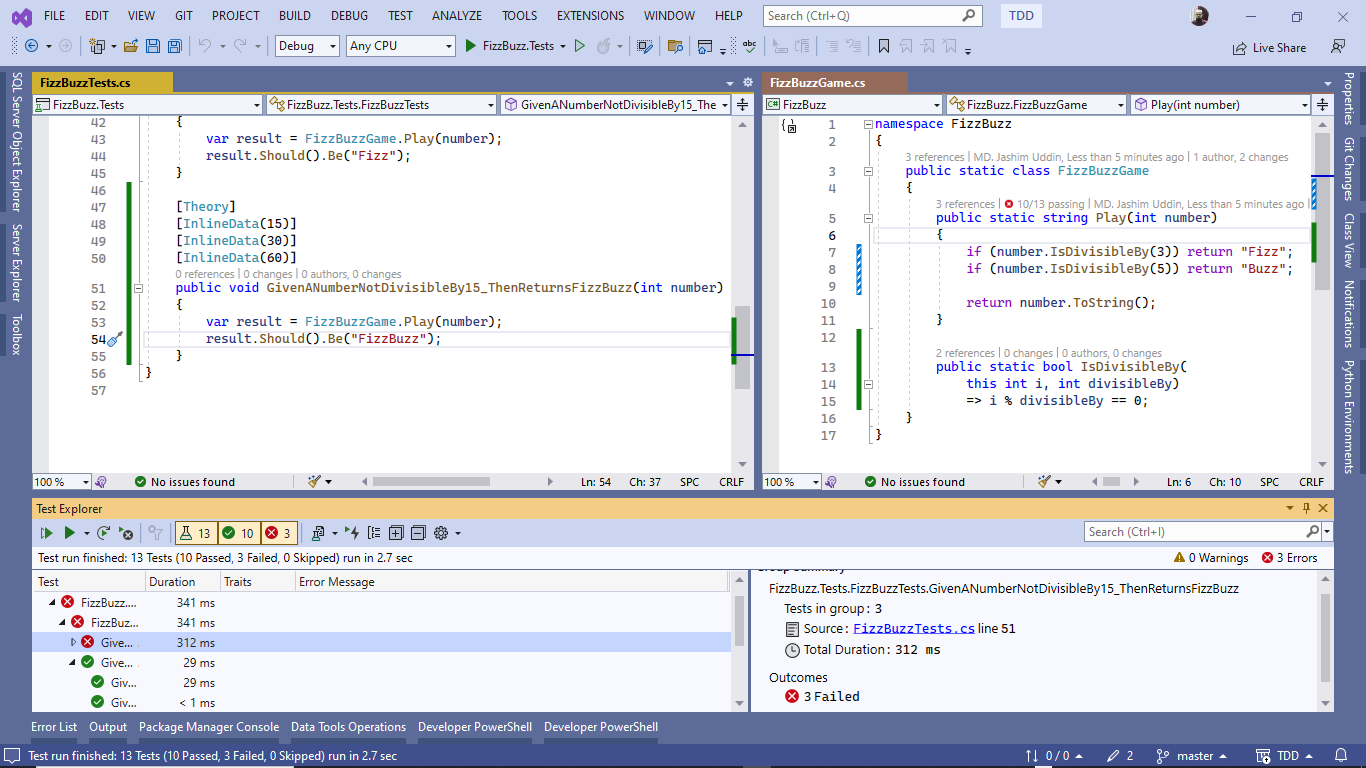 FILE EDIT VIEW GIT PROJECT BUILD DEBUG TEST ANALYZE TOOLS EXTENSIONS WINDOW HELP Search (Ctrl+Q) TDD
Debug Any CPU FizzBuzz.Tests abc Live Share
SQL Server Object Explorer
Server Explorer
Toolbox
FizzBuzzTests.cs
FizzBuzz.Tests FizzBuzz.Tests.FizzBuzzTests GivenANumberNotDivisibleBy15_The
42 {
43 var result = FizzBuzzGame.Play(number);
44 result.Should().Be("Fizz");
45 }
46
47 [Theory]
48 [InlineData(15)]
49 [InlineData(30)]
50 [InlineData(60)]
0 references | 0 changes | 0 authors, 0 changes
51 public void GivenANumberNotDivisibleBy15_ThenReturnsFizzBuzz(int number)
52 {
53 var result = FizzBuzzGame.Play(number);
54 result.Should().Be("FizzBuzz");
55 }
56 }
57
100 % No issues found Ln: 54 Ch: 37 SPC CRLF
FizzBuzzGame.cs
C# FizzBuzz FizzBuzz.FizzBuzzGame Play(int number)
1 namespace FizzBuzz
2 {
3 references | MD. Jashim Uddin, Less than 5 minutes ago | 1 author, 2 changes
3 public static class FizzBuzzGame
4 {
3 references | 10/13 passing | MD. Jashim Uddin, Less than 5 minutes ago |
5 public static string Play(int number)
6 {
7 if (number.IsDivisibleBy(3)) return "Fizz";
8 if (number.IsDivisibleBy(5)) return "Buzz";
9
10 return number.ToString();
11 }
12
2 references | 0 changes | 0 authors, 0 changes
13 public static bool IsDivisibleBy(
14 this int i, int divisibleBy)
15 => i % divisibleBy == 0;
16 }
17 }
100 % No issues found Ln: 6 Ch: 10 SPC CRLF
Properties
Git Changes
Class View
Notifications
Python Environments
Test Explorer
13 10 3 Search (Ctrl+I)
Test run finished: 13 Tests (10 Passed, 3 Failed, 0 Skipped) run in 2.7 sec 0 Warnings 3 Errors
Test Duration Traits Error Message
FizzBuzz.... 341 ms
FizzBuz... 341 ms
Give... 312 ms
Give... 29 ms
Giv... 29 ms
Giv... < 1 ms
Group Summary
FizzBuzz.Tests.FizzBuzzTests.GivenANumberNotDivisibleBy15_ThenReturnsFizzBuzz
Tests in group: 3
Source: FizzBuzzTests.cs line 51
Total Duration: 312 ms
Outcomes
3 Failed
Error List Output Package Manager Console Data Tools Operations Developer PowerShell Developer PowerShell
Test run finished: 13 Tests (10 Passed, 3 Failed, 0 Skipped) run in 2.7 sec 0 / 0 2 master TDD